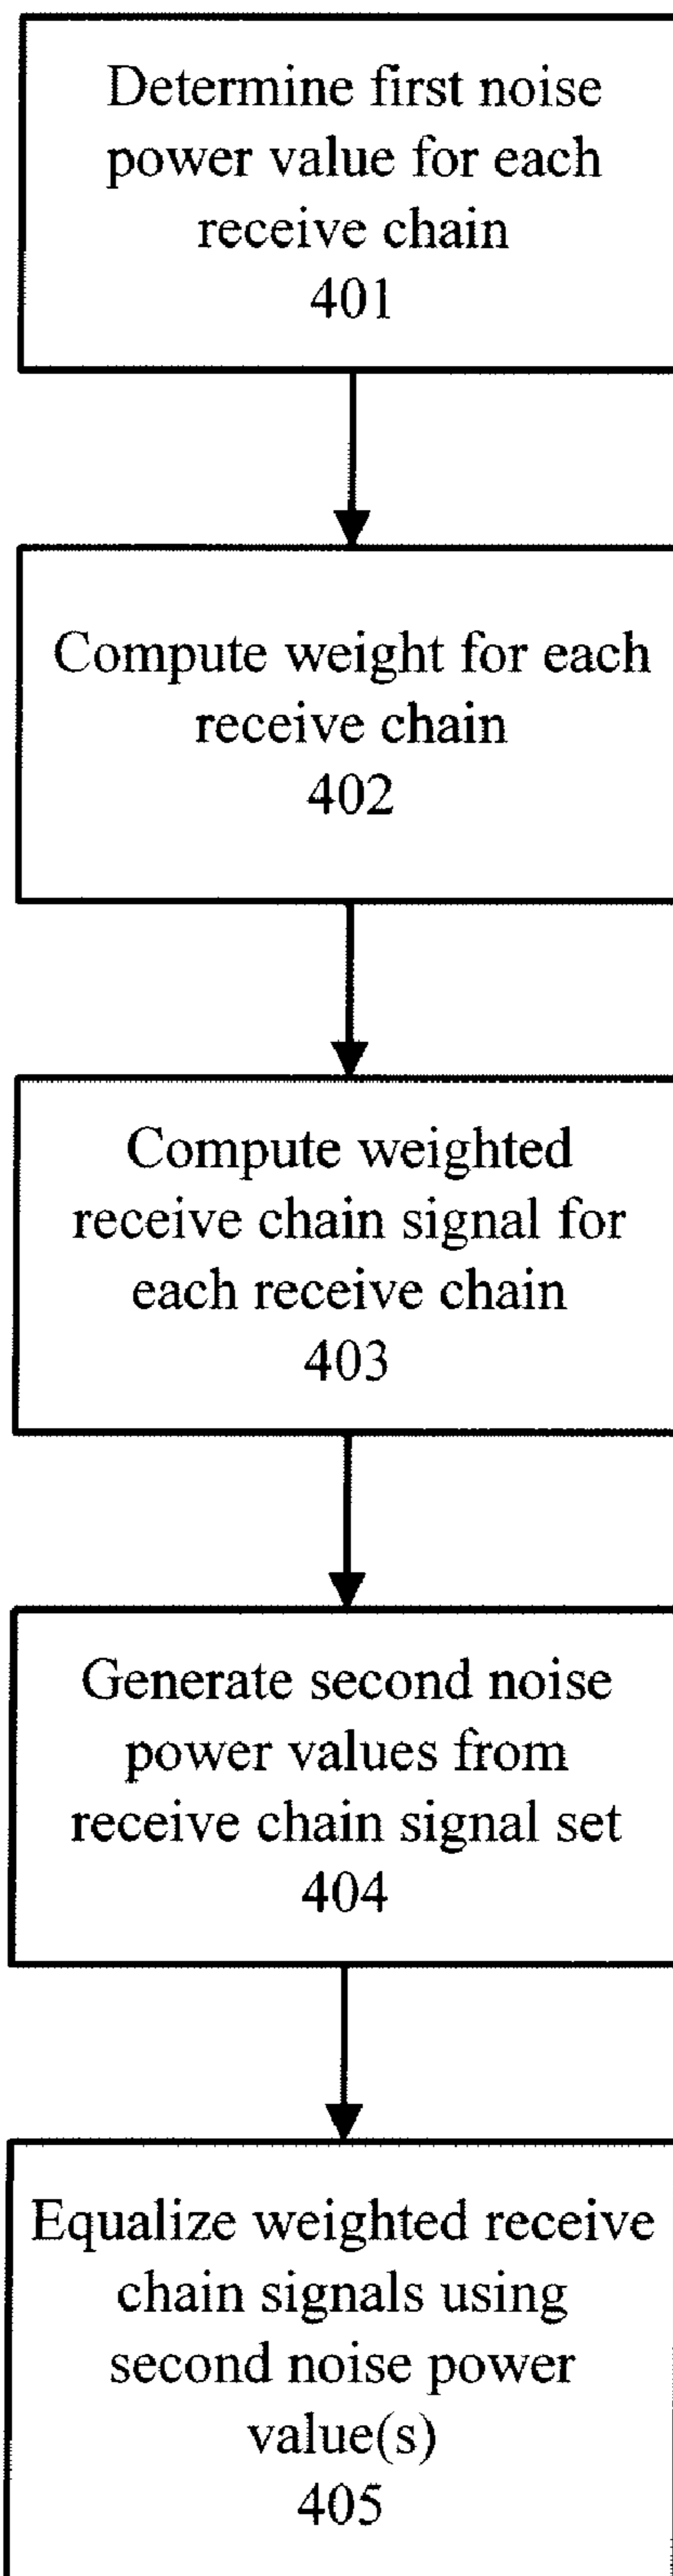 Determine first noise
power value for each
receive chain
401
Compute weight for each
receive chain
402
Compute weighted
receive chain signal for
each receive chain
403
Generate second noise
power values from
receive chain signal set
404
Equalize weighted receive
chain signals using
second noise power
value(s)
405